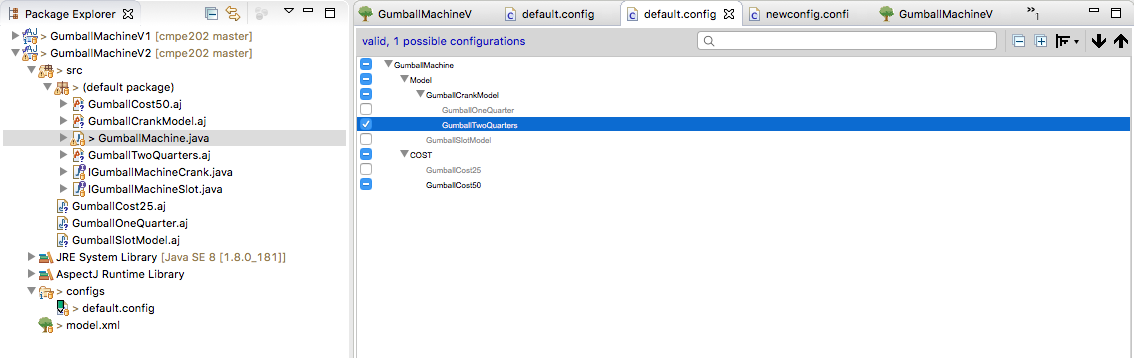 Package Explorer
> GumballMachineV1 [cmpe202 master]
> GumballMachineV2 [cmpe202 master]
> src
> (default package)
GumballCost50.aj
GumballCrankModel.aj
> GumballMachine.java
GumballTwoQuarters.aj
IGumballMachineCrank.java
IGumballMachineSlot.java
GumballCost25.aj
GumballOneQuarter.aj
GumballSlotModel.aj
JRE System Library [Java SE 8 [1.8.0_181]]
AspectJ Runtime Library
> configs
> default.config
> model.xml
GumballMachineV
default.config
default.config
newconfig.confi
GumballMachineV
»1
valid, 1 possible configurations
GumballMachine
Model
GumballCrankModel
GumballOneQuarter
GumballTwoQuarters
GumballSlotModel
COST
GumballCost25
GumballCost50